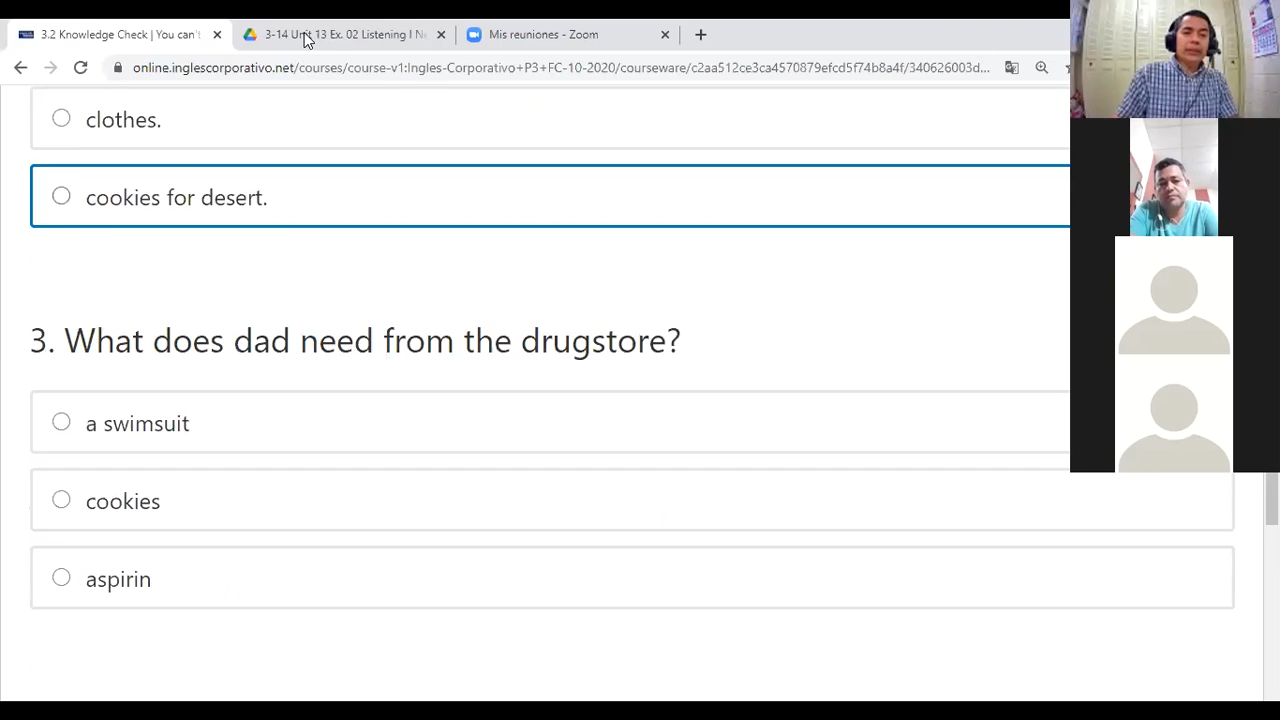 3.2 Knowledge Check | You can't
3-14 Unit 13 Ex. 02 Listening I Ne
Mis reuniones - Zoom
online.inglescorporativo.net/courses/course-v1:Ingles-Corporativo+P3+FC-10-2020/courseware/c2aa512ce3ca4570879efcd5f74b8a4f/340626003d...
clothes.
cookies for desert.
3. What does dad need from the drugstore?
a swimsuit
cookies
aspirin